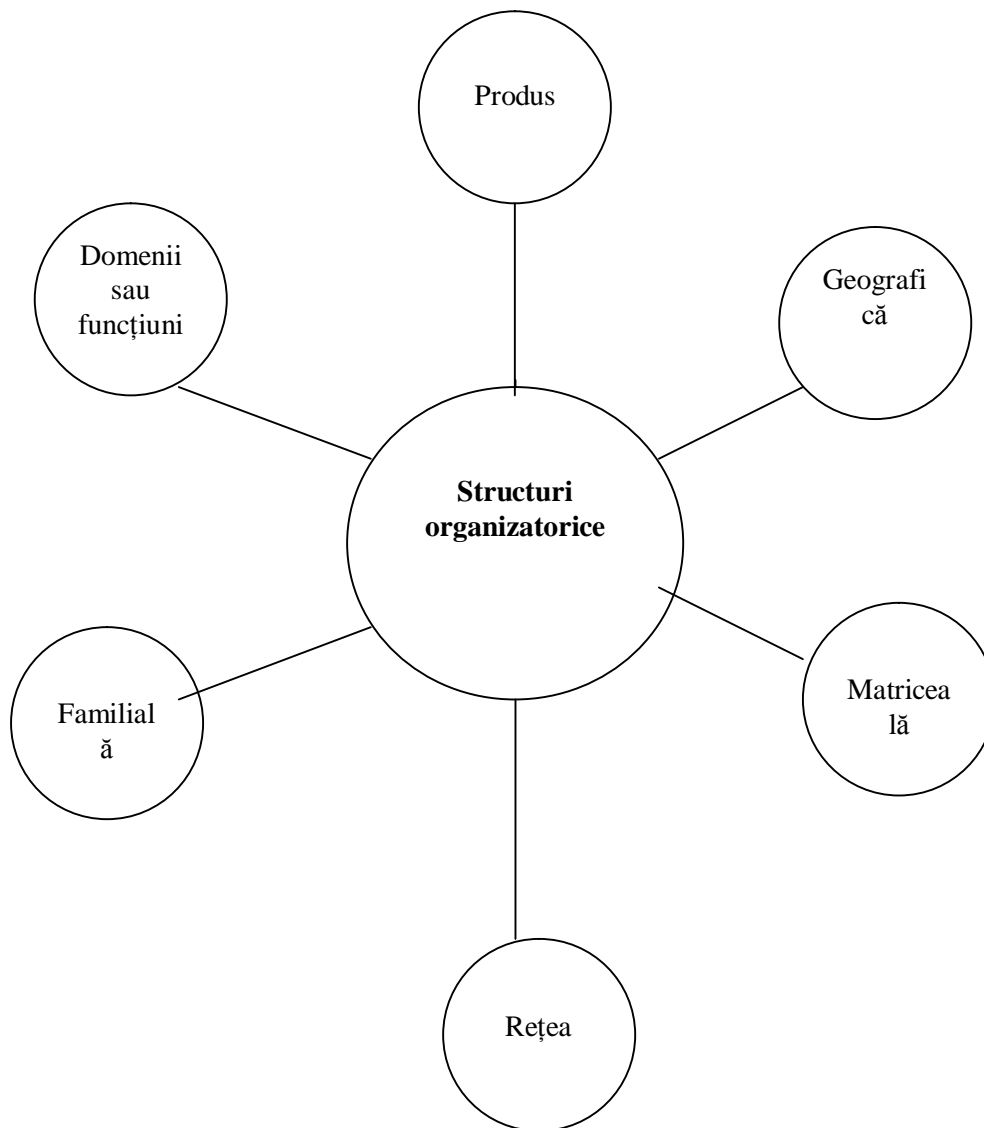 Produs
Domenii
sau
funcțiuni
Geografi
că
Structuri
organizatorice
Familial
ă
Matricea
lă
Rețea